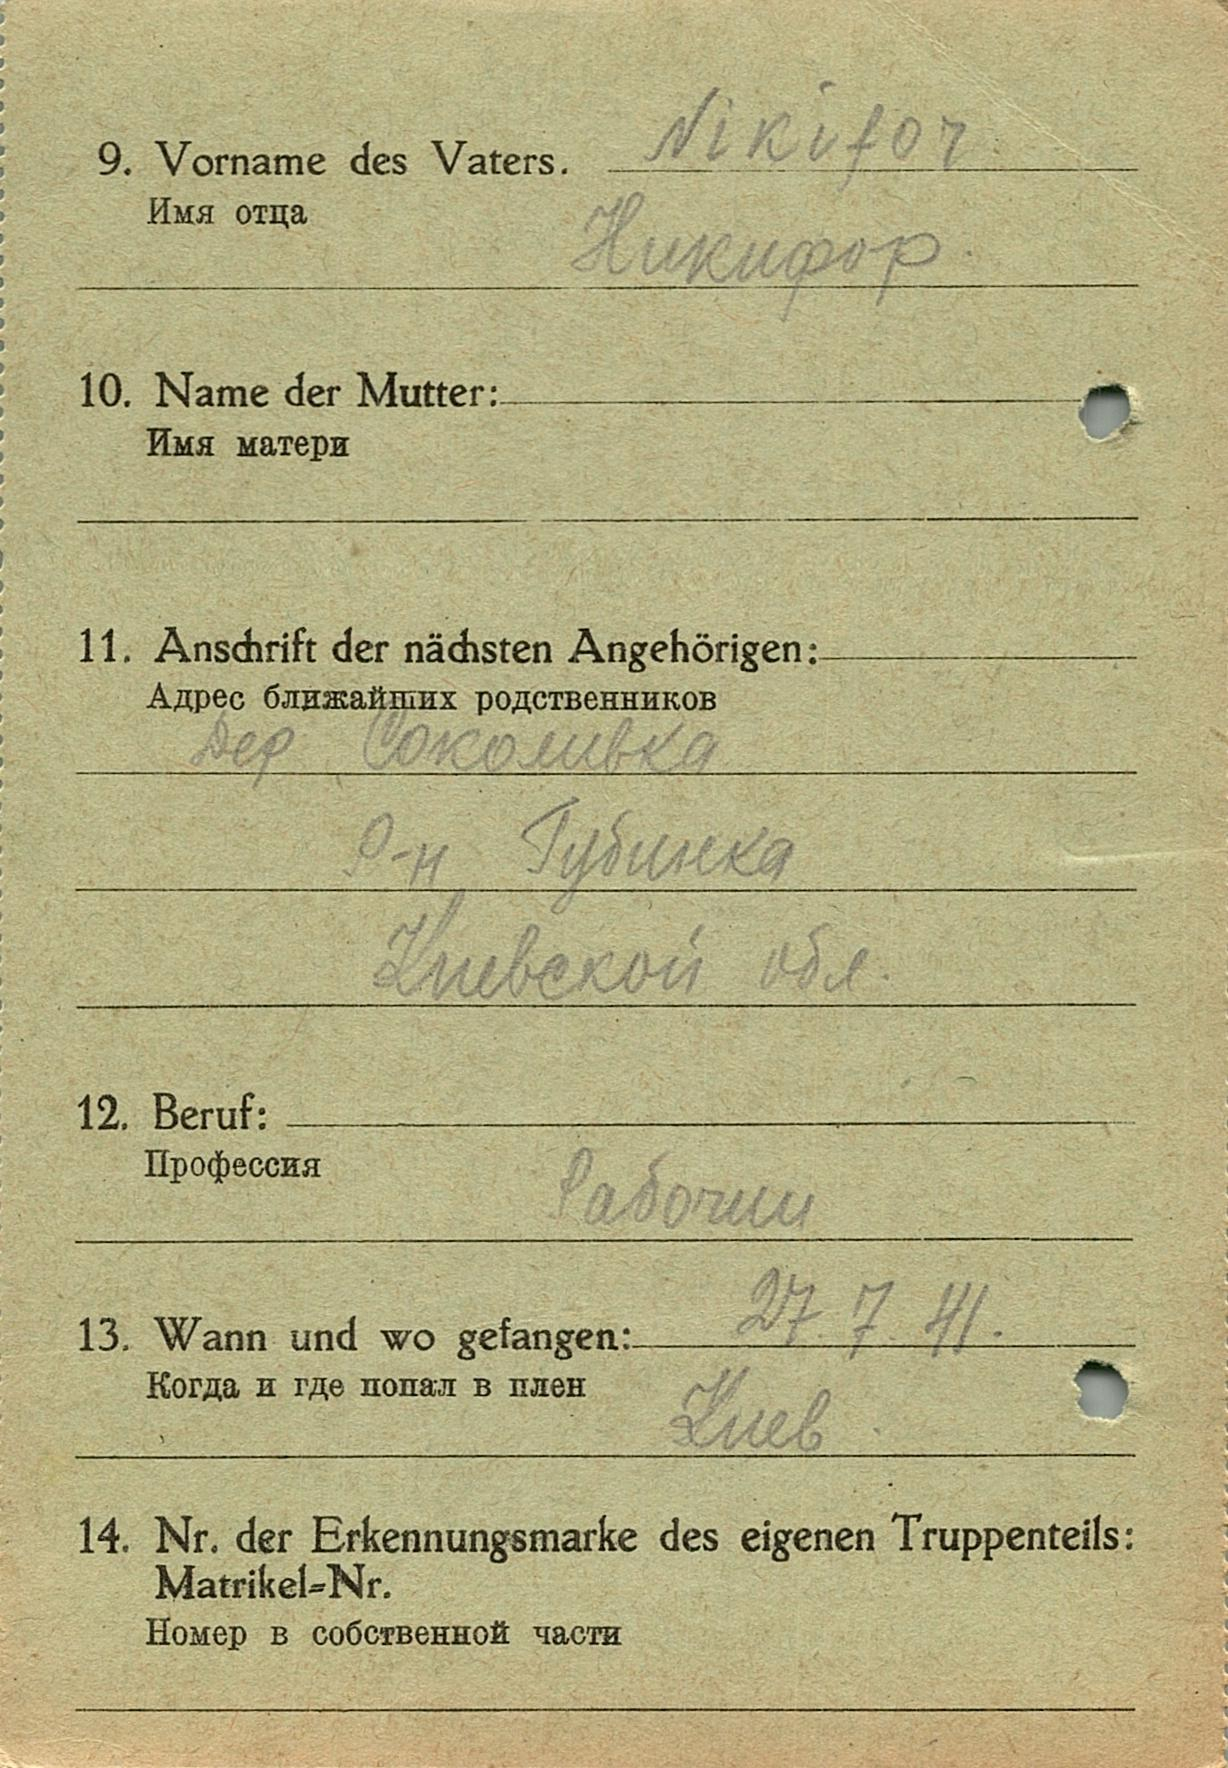 9. Vorname des Vaters. Nikifor
Имя отца
Никифор
10. Name der Mutter:
Имя матери
11. Anschrift der nächsten Angehörigen:
Адрес ближайших родственников
Дер Соколивка
Р-н Губинка
Киевской обл.
12. Beruf:
Профессия
Рабочии
13. Wann und wo gefangen: 27. 7. 41.
Когда и где попал в плен
Киев
14. Nr. der Erkennungsmarke des eigenen Truppenteils:
Matrikel-Nr.
Номер в собственной части